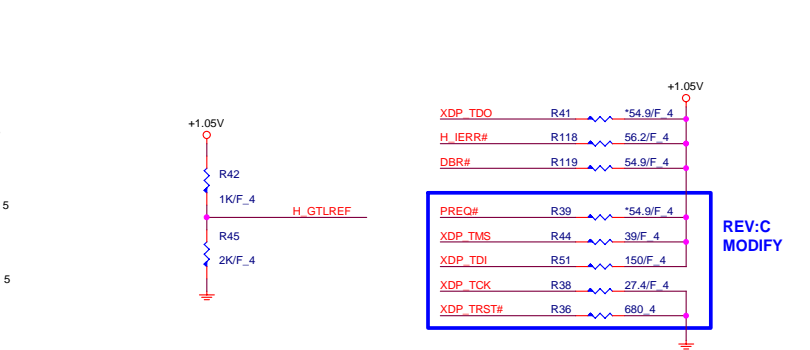 +1.05V
XDP_TDO R41 *54.9/F_4
H_IERR# R118 56.2/F_4
DBR# R119 54.9/F_4
+1.05V
R42
1K/F_4
H_GTLREF
R45
2K/F_4
5
5
PREQ# R39 *54.9/F_4
XDP_TMS R44 39/F_4
XDP_TDI R51 150/F_4
XDP_TCK R38 27.4/F_4
XDP_TRST# R36 680_4
REV:C
MODIFY